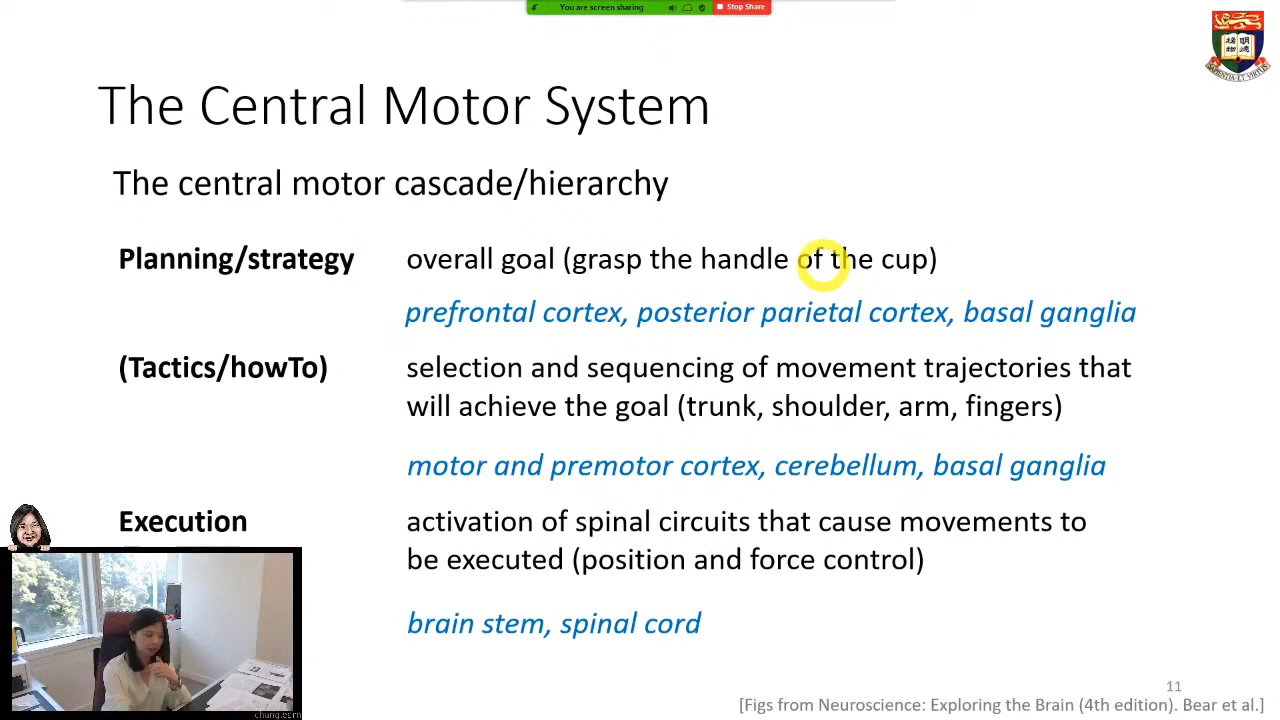 You are screen sharing
Stop Share
The Central Motor System
The central motor cascade/hierarchy
Planning/strategy overall goal (grasp the handle of the cup)
prefrontal cortex, posterior parietal cortex, basal ganglia
(Tactics/howTo) selection and sequencing of movement trajectories that
will achieve the goal (trunk, shoulder, arm, fingers)
motor and premotor cortex, cerebellum, basal ganglia
Execution activation of spinal circuits that cause movements to
be executed (position and force control)
brain stem, spinal cord
11
[Figs from Neuroscience: Exploring the Brain (4th edition). Bear et al.]
SAPIENTIA·ET·VIRTUS